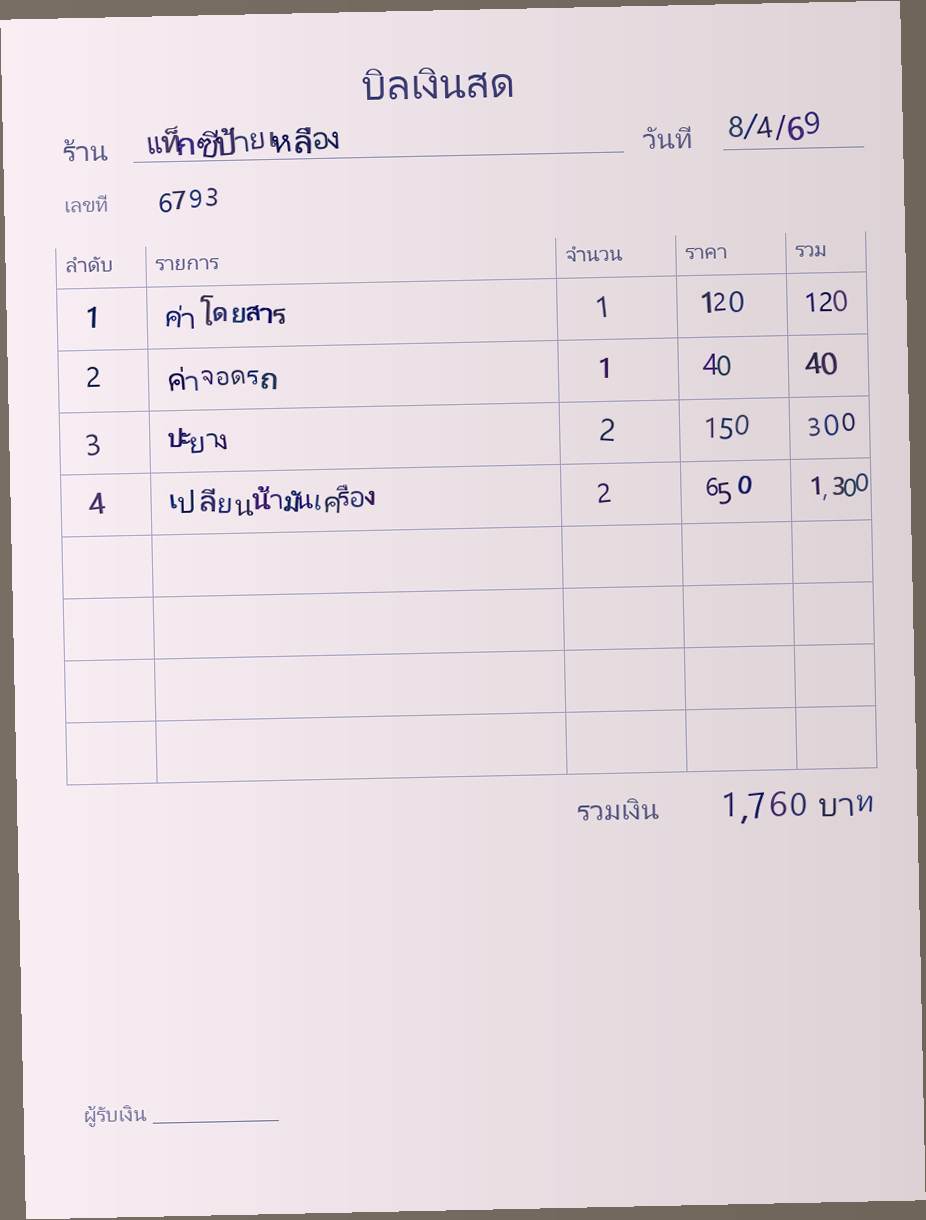 บิลเงินสด
ร้าน แท็กซี่ป้ายเหลือง วันที่ 8/4/69
เลขที่ 6793
ลำดับ รายการ จำนวน ราคา รวม
1 ค่าโดยสาร 1 120 120
2 ค่าจอดรถ 1 40 40
3 ปะยาง 2 150 300
4 เปลี่ยนน้ำมันเครื่อง 2 650 1,300
รวมเงิน 1,760 บาท
ผู้รับเงิน